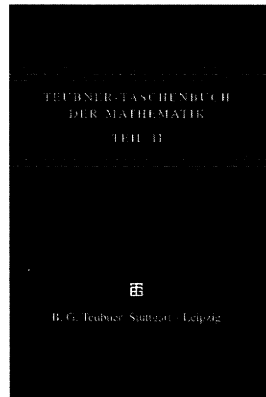 TEUBNER-TASCHENBUCH
DER MATHEMATIK
TEIL II
B. G. Teubner Stuttgart · Leipzig